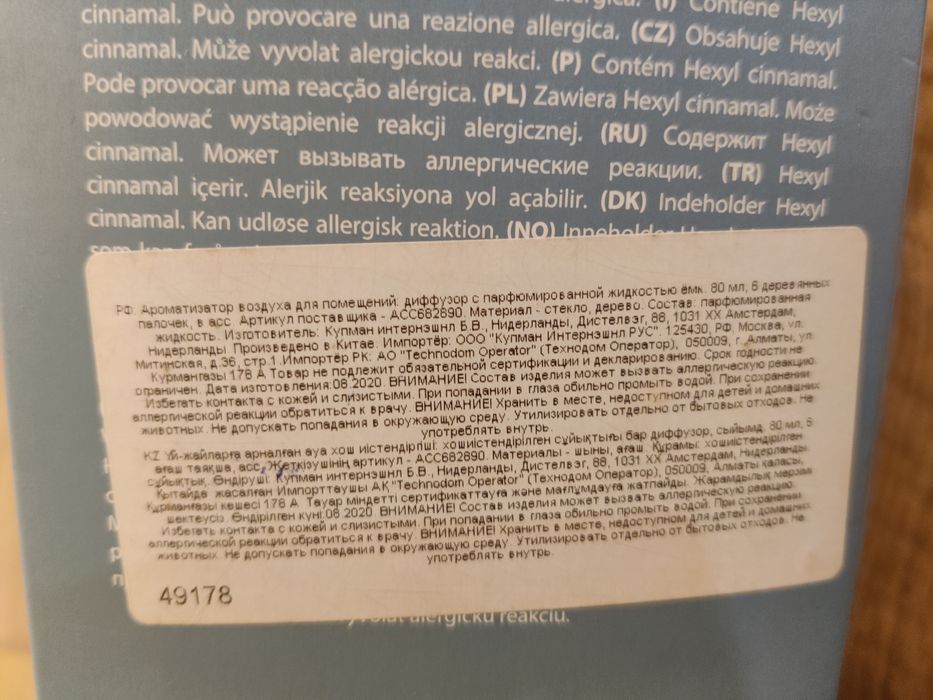 cinnamal. Può provocare una reazione allergica. (CZ) Obsahuje Hexyl
cinnamal. Může vyvolat alergickou reakci. (P) Contém Hexyl cinnamal.
Pode provocar uma reacção alérgica. (PL) Zawiera Hexyl cinnamal. Może
powodować wystąpienie reakcji alergicznej. (RU) Содержит Hexyl
cinnamal. Может вызывать аллергические реакции. (TR) Hexyl
cinnamal içerir. Alerjik reaksiyona yol açabilir. (DK) Indeholder Hexyl
cinnamal. Kan udløse allergisk reaktion. (NO) Inneholder
РФ: Ароматизатор воздуха для помещений: диффузор с парфюмированной жидкостью ёмк. 80 мл, 6 деревянных
палочек, в асс. Артикул поставщика - ACC682690. Материал - стекло, дерево. Состав: парфюмированная
жидкость. Изготовитель: Купман интернэшнл Б.В., Нидерланды, Дистелвэг, 88, 1031 XX Амстердам,
Нидерланды. Произведено в Китае. Импортёр: ООО "Купман Интернэшнл РУС". 125430, РФ, Москва, ул.
Митинская, д.36, стр.1 .Импортёр РК: АО "Technodom Operator" (Технодом Оператор), 050009, г. Алматы, ул.
Курмангазы 178 А Товар не подлежит обязательной сертификации и декларированию. Срок годности не
ограничен. Дата изготовления:08.2020. ВНИМАНИЕ! Состав изделия может вызвать аллергическую реакцию.
Избегать контакта с кожей и слизистыми. При попадании в глаза обильно промыть водой. При сохранении
аллергической реакции обратиться к врачу. ВНИМАНИЕ! Хранить в месте, недоступном для детей и домашних
животных. Не допускать попадания в окружающую среду. Утилизировать отдельно от бытовых отходов. Не
употреблять внутрь.
KZ Үй-жайларға арналған ауа хош иістендіргіші: хошиістендірілген сұйықтығы бар диффузор, сыйымд. 80 мл, 6
ағаш таяқша, асс. Жеткізушінің артикул - ACC682690. Материалы - шыны, ағаш. Құрамы: хошиістендірілген
сұйықтық. Өндіруші: Купман интернэшнл Б.В., Нидерланды, Дистелвэг, 88, 1031 XX Амстердам, Нидерланды.
Қытайда жасалған Импорттаушы АҚ "Technodom Operator" (Технодом Оператор), 050009, Алматы қаласы,
Құрманғазы көшесі 178 А. Тауар міндетті сертификаттауға және мағлұмдауға жатпайды. Жарамдылық мерзімі
шектеусіз. Өндірілген күні:08.2020. ВНИМАНИЕ! Состав изделия может вызвать аллергическую реакцию.
Избегать контакта с кожей и слизистыми. При попадании в глаза обильно промыть водой. При сохранении
аллергической реакции обратиться к врачу. ВНИМАНИЕ! Хранить в месте, недоступном для детей и домашних
животных. Не допускать попадания в окружающую среду. Утилизировать отдельно от бытовых отходов. Не
употреблять внутрь.
49178
alergickú reakciu.